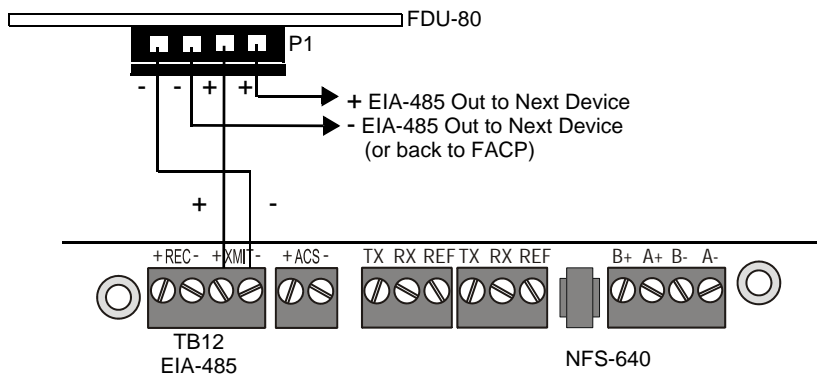 FDU-80
P1
- - + +
+ EIA-485 Out to Next Device
- EIA-485 Out to Next Device
(or back to FACP)
+ -
+ REC - + XMIT - + ACS - TX RX REF TX RX REF B+ A+ B- A-
TB12
EIA-485
NFS-640